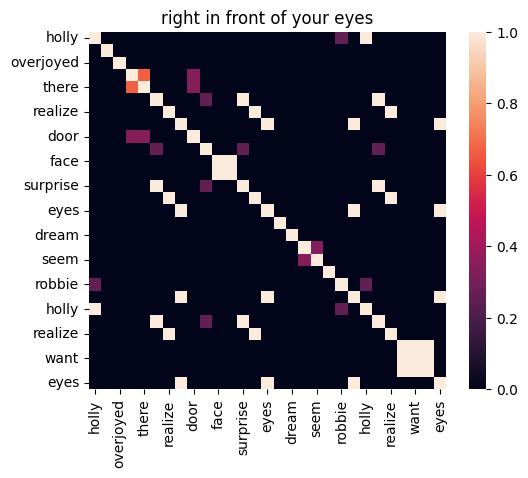 right in front of your eyes
holly
overjoyed
there
realize
door
face
surprise
eyes
dream
seem
robbie
holly
realize
want
eyes
1.0
0.8
0.6
0.4
0.2
0.0
holly
overjoyed
there
realize
door
face
surprise
eyes
dream
seem
robbie
holly
realize
want
eyes